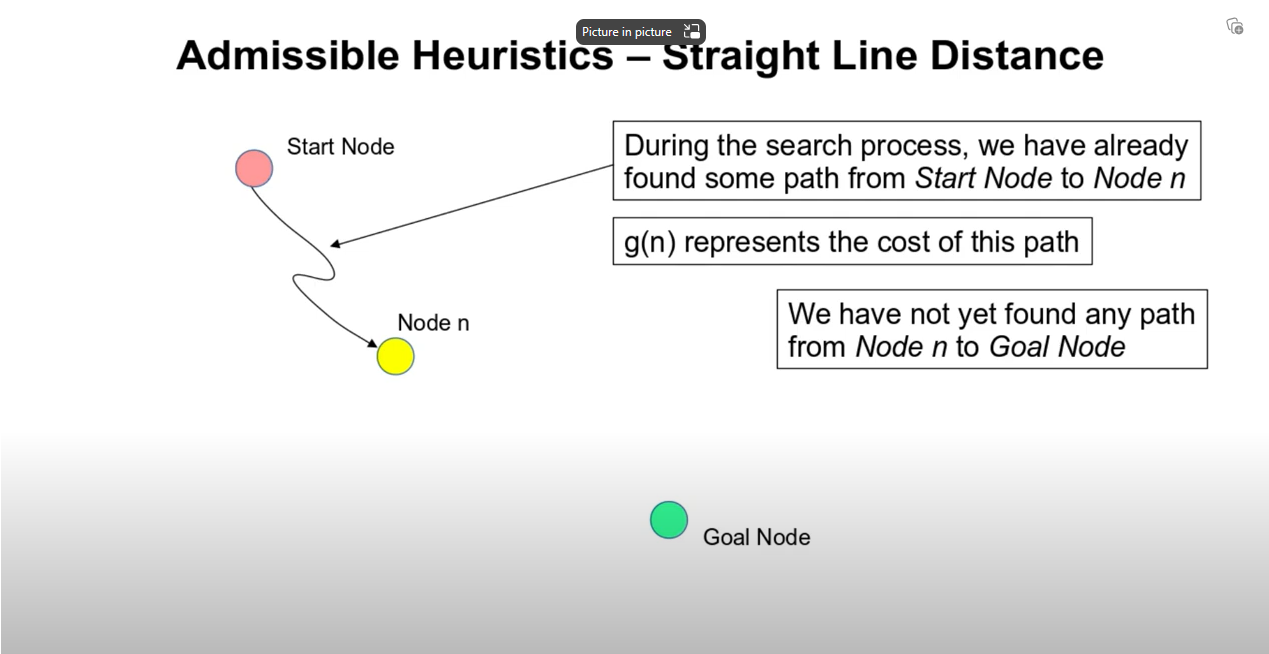 Picture in picture
Admissible Heuristics – Straight Line Distance
Start Node
During the search process, we have already
found some path from Start Node to Node n
g(n) represents the cost of this path
We have not yet found any path
from Node n to Goal Node
Node n
Goal Node